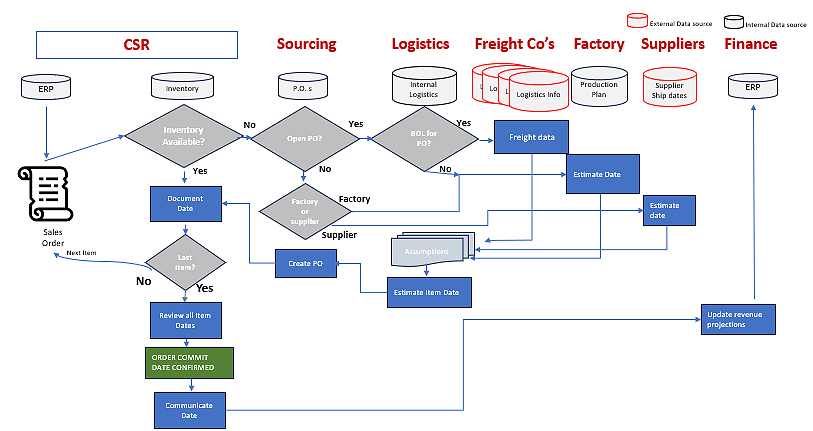 External Data source
Internal Data source
CSR
Sourcing
Logistics
Freight Co's
Factory
Suppliers
Finance
ERP
Inventory
P.O. s
Internal
Logistics
L
Lo
L
Logistics Info
Production
Plan
Supplier
Ship dates
ERP
Inventory
Available?
No
Open PO?
Yes
BOL for
PO?
Yes
Freight data
Yes
No
No
Estimate Date
Sales
Order
Document
Date
Factory
or
supplier
Factory
Supplier
Estimate
date
Last
Item?
Next Item
No
Yes
Create PO
Assumptions
Estimate Item Date
Review all Item
Dates
Update revenue
projections
ORDER COMMIT
DATE CONFIRMED
Communicate
Date